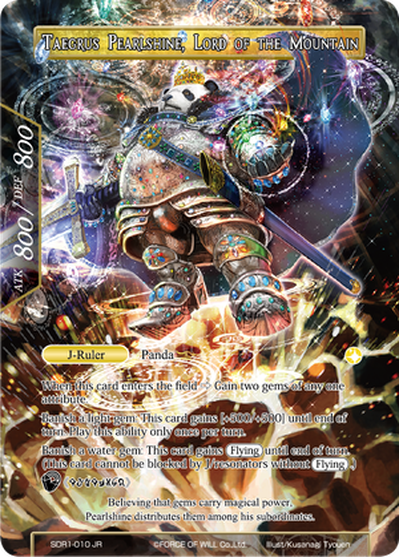 Taegrus Pearlshine, Lord of the Mountain
ATK 800 / DEF 800
J-Ruler Panda
When this card enters the field → Gain two gems of any one
attribute.
Banish a light gem: This card gains [+500/+500] until end of
turn. Play this ability only once per turn.
Banish a water gem: This card gains Flying until end of turn.
(This card cannot be blocked by J/resonators without Flying.)
Believing that gems carry magical power,
Pearlshine distributes them among his subordinates.
SDR1-010 JR ©FORCE OF WILL Co.,Ltd. Illust/Kusanagi Tyouen